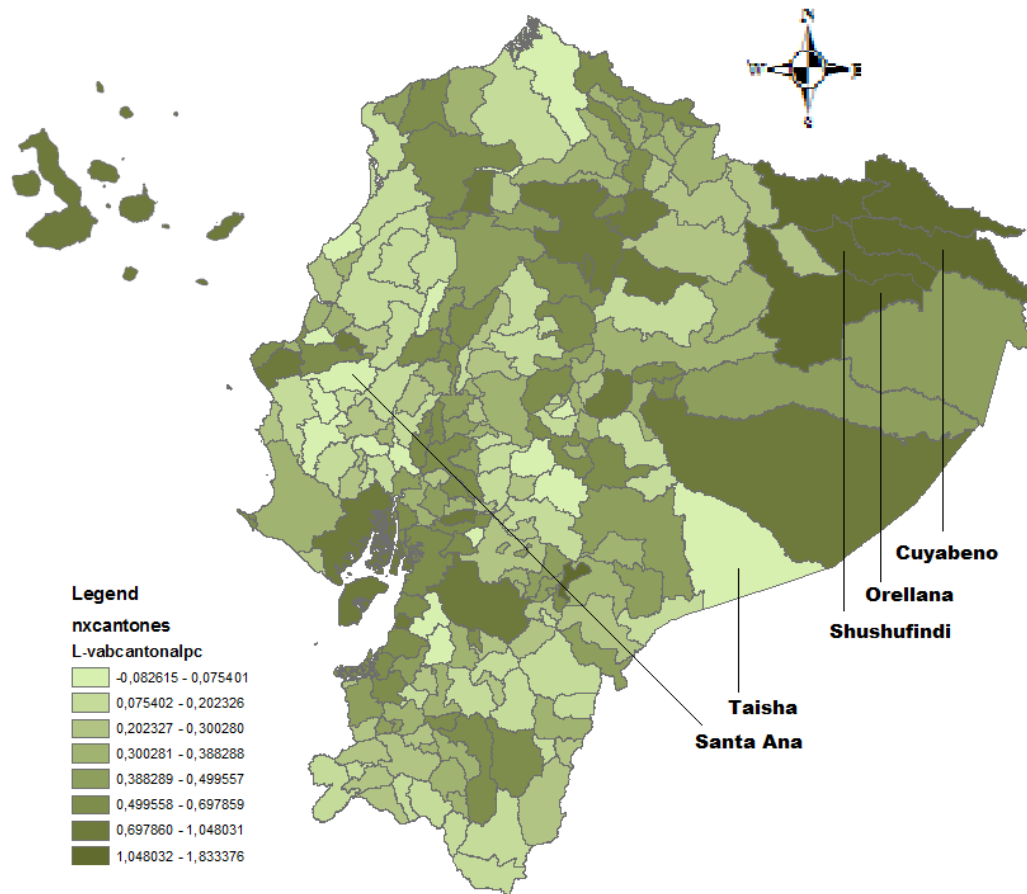 N
W E
s
Cuyabeno
Orellana
Shushufindi
Taisha
Santa Ana
Legend
nxcantones
L-vabcantonalpc
-0,082615 - 0,075401
0,075402 - 0,202326
0,202327 - 0,300280
0,300281 - 0,388288
0,388289 - 0,499557
0,499558 - 0,697859
0,697860 - 1,048031
1,048032 - 1,833376